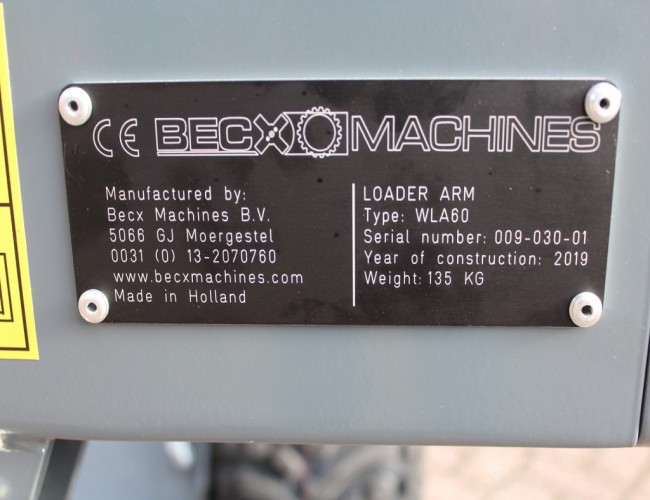 CE BECX MACHINES
Manufactured by:
Becx Machines B.V.
5066 GJ Moergestel
0031 (0) 13-2070760
www.becxmachines.com
Made in Holland
LOADER ARM
Type: WLA60
Serial number: 009-030-01
Year of construction: 2019
Weight: 135 KG